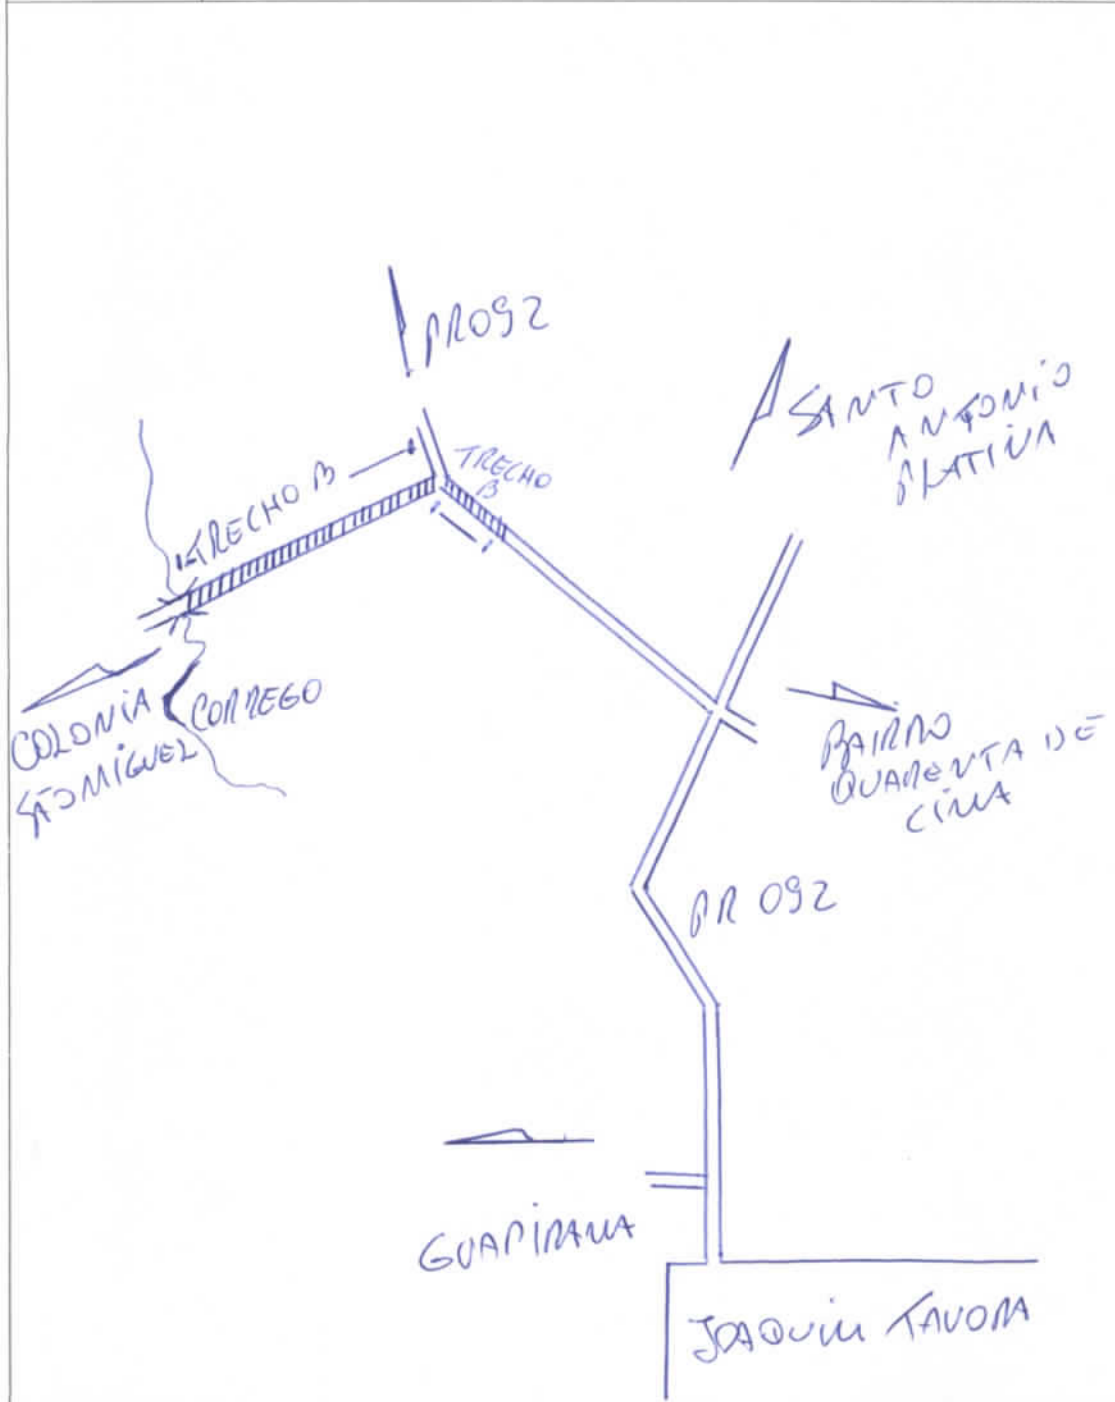 PR092
SANTO
ANTONIO
PLATINA
TRECHO B
TRECHO
B
COLONIA
SÃO MIGUEL
CORREGO
BAIRRO
QUARENTA DE
CIMA
PR 092
GUAPIRAMA
JOAQUIM TAVORA